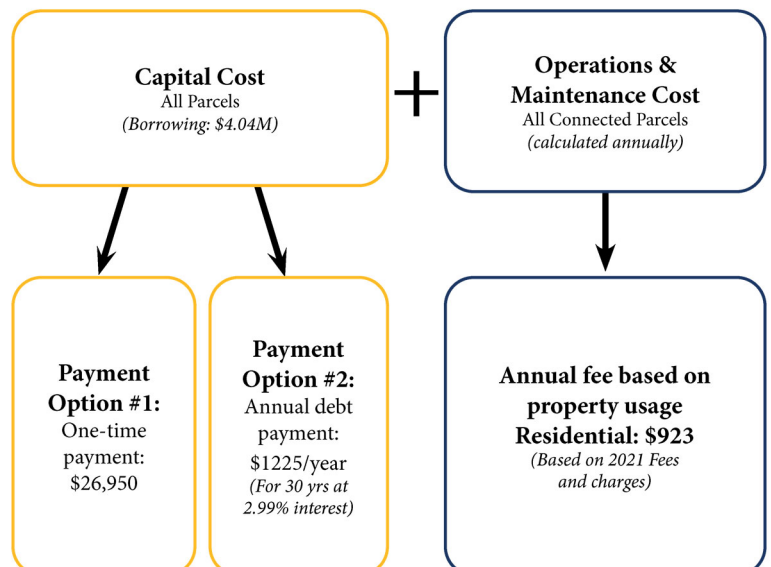 Capital Cost
All Parcels
(Borrowing: $4.04M)
+
Operations &
Maintenance Cost
All Connected Parcels
(calculated annually)
Payment
Option #1:
One-time
payment:
$26,950
Payment
Option #2:
Annual debt
payment:
$1225/year
(For 30 yrs at
2.99% interest)
Annual fee based on
property usage
Residential: $923
(Based on 2021 Fees
and charges)